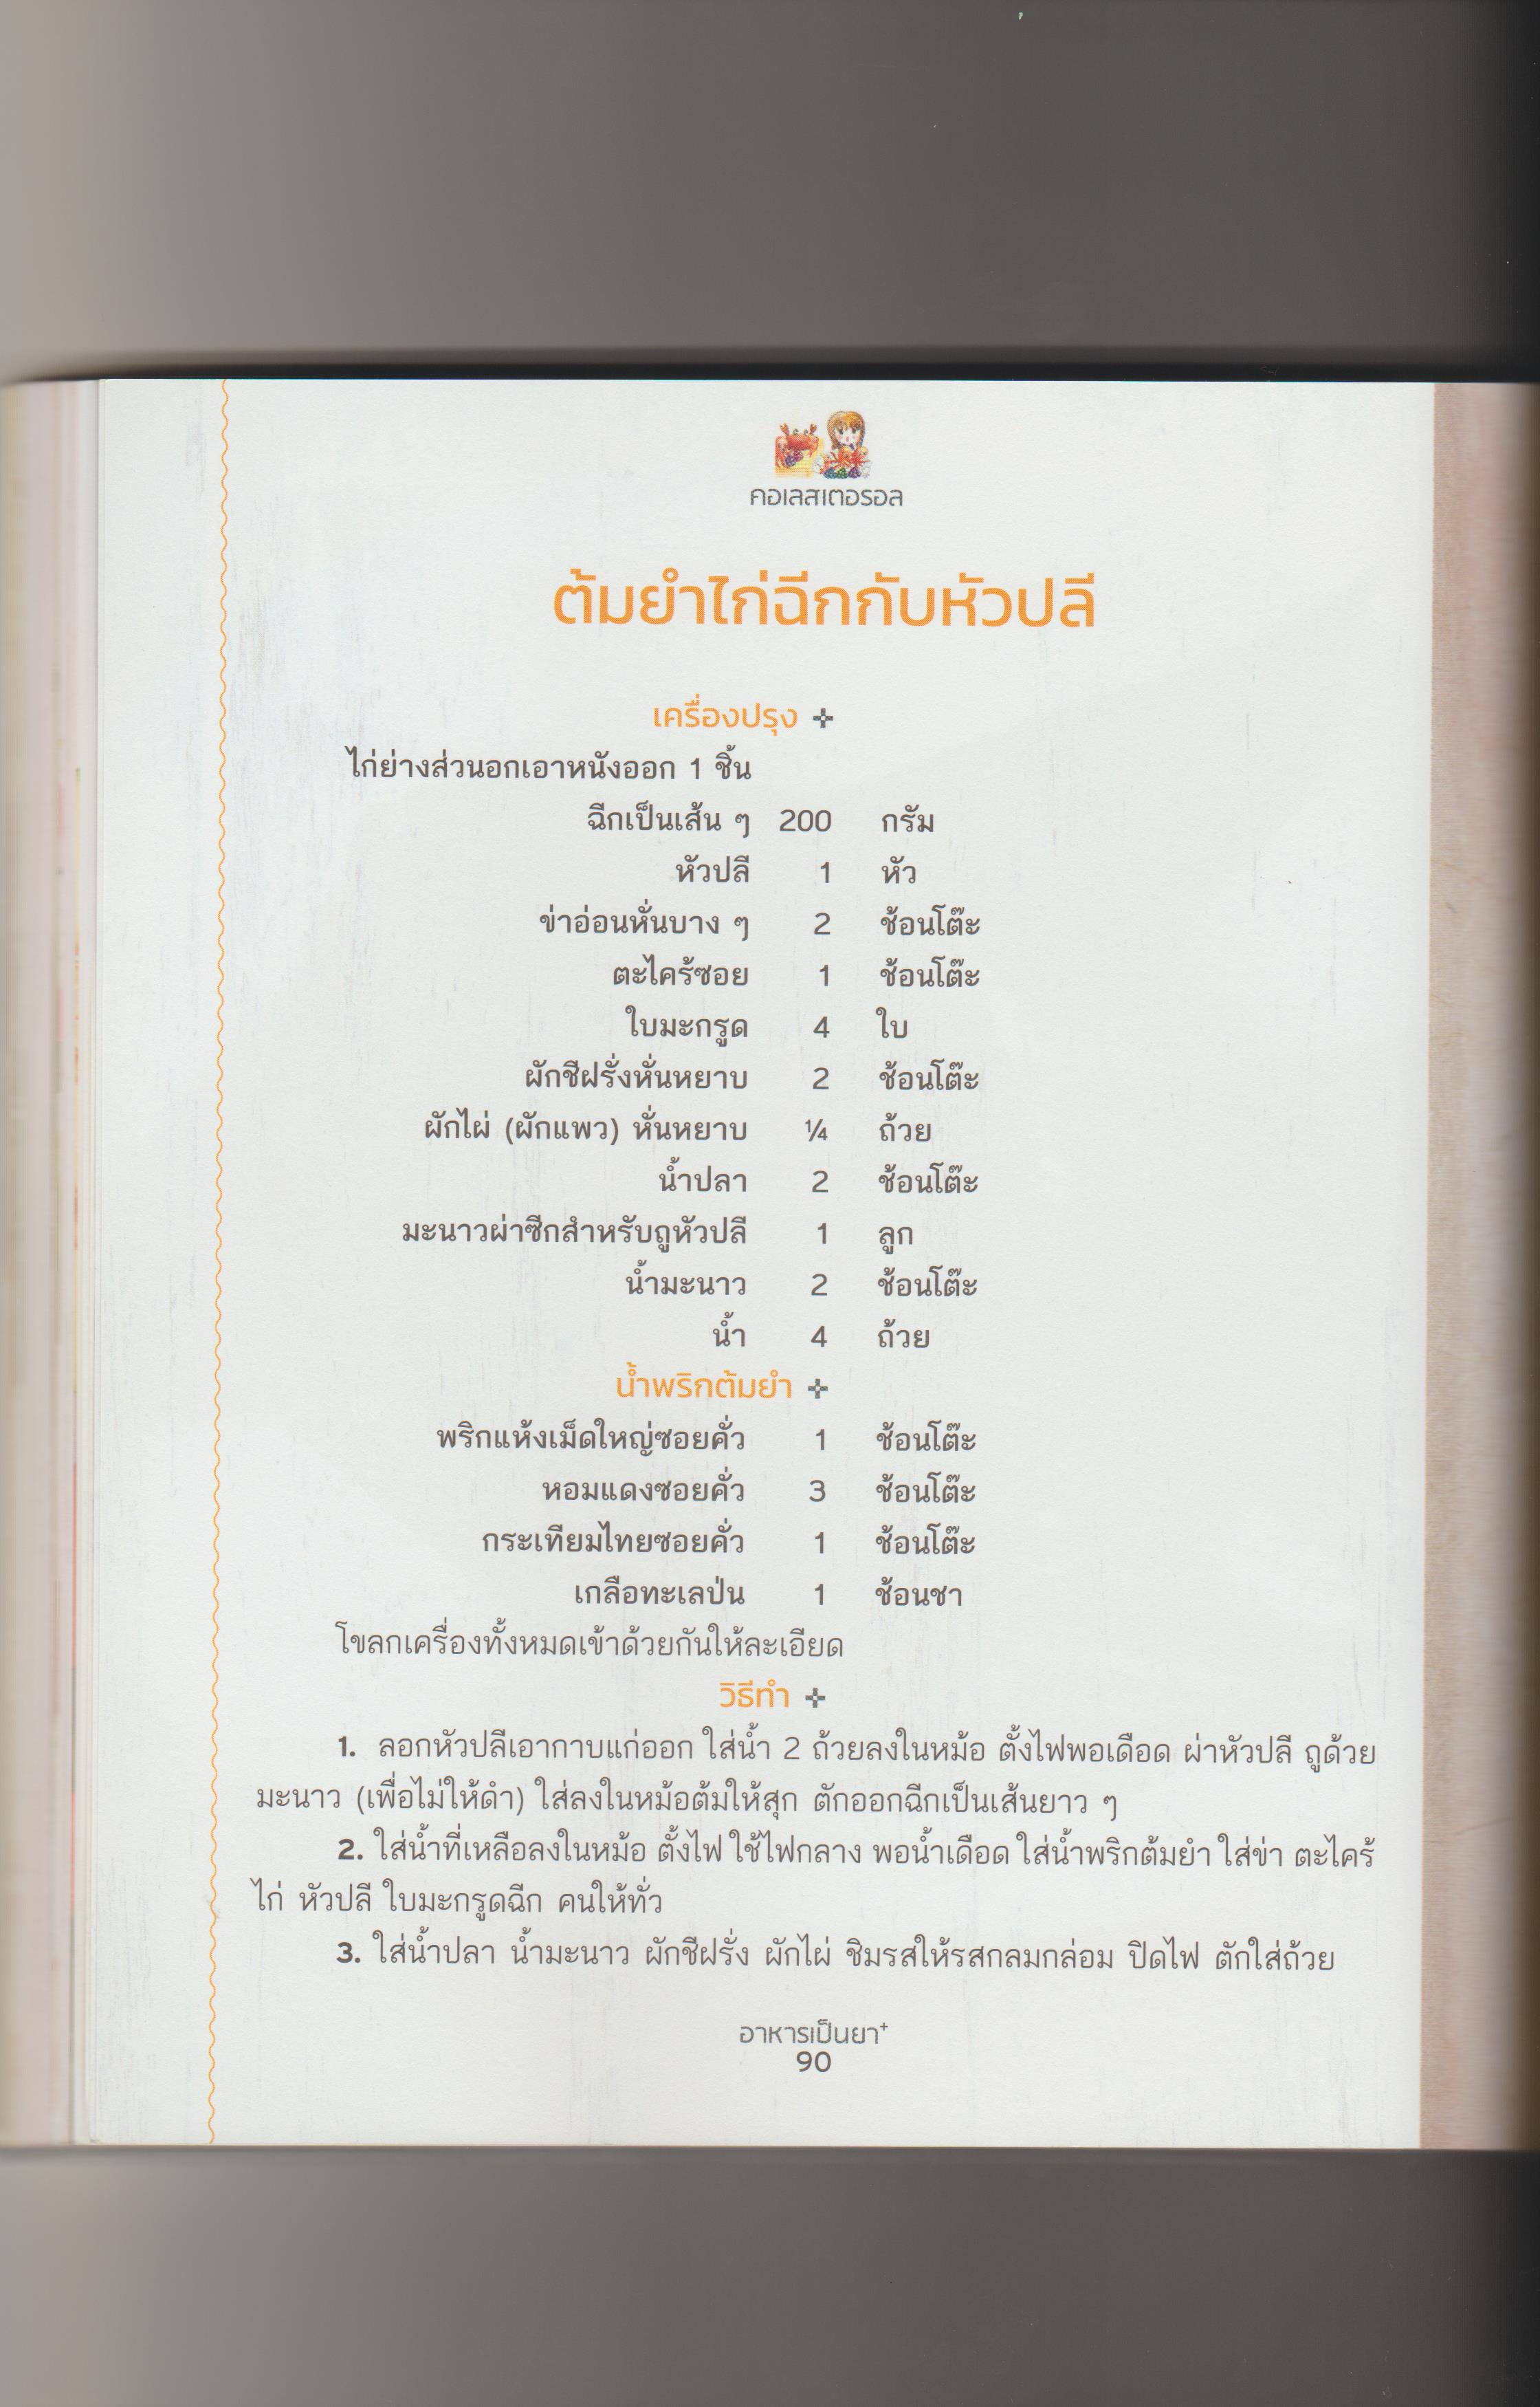 คอเลสเตอรอล
ต้มยำไก่ฉีกกับหัวปลี
เครื่องปรุง ✢
ไก่ย่างส่วนอกเอาหนังออก 1 ชิ้น
ฉีกเป็นเส้น ๆ 200 กรัม
หัวปลี 1 หัว
ข่าอ่อนหั่นบาง ๆ 2 ช้อนโต๊ะ
ตะไคร้ซอย 1 ช้อนโต๊ะ
ใบมะกรูด 4 ใบ
ผักชีฝรั่งหั่นหยาบ 2 ช้อนโต๊ะ
ผักไผ่ (ผักแพว) หั่นหยาบ ¼ ถ้วย
น้ำปลา 2 ช้อนโต๊ะ
มะนาวผ่าซีกสำหรับถูหัวปลี 1 ลูก
น้ำมะนาว 2 ช้อนโต๊ะ
น้ำ 4 ถ้วย
น้ำพริกต้มยำ ✢
พริกแห้งเม็ดใหญ่ซอยคั่ว 1 ช้อนโต๊ะ
หอมแดงซอยคั่ว 3 ช้อนโต๊ะ
กระเทียมไทยซอยคั่ว 1 ช้อนโต๊ะ
เกลือทะเลป่น 1 ช้อนชา
โขลกเครื่องทั้งหมดเข้าด้วยกันให้ละเอียด
วิธีทำ ✢
1. ลอกหัวปลีเอากาบแก่ออก ใส่น้ำ 2 ถ้วยลงในหม้อ ตั้งไฟพอเดือด ผ่าหัวปลี ถูด้วย
มะนาว (เพื่อไม่ให้ดำ) ใส่ลงในหม้อต้มให้สุก ตักออกฉีกเป็นเส้นยาว ๆ
2. ใส่น้ำที่เหลือลงในหม้อ ตั้งไฟ ใช้ไฟกลาง พอน้ำเดือด ใส่น้ำพริกต้มยำ ใส่ข่า ตะไคร้
ไก่ หัวปลี ใบมะกรูดฉีก คนให้ทั่ว
3. ใส่น้ำปลา น้ำมะนาว ผักชีฝรั่ง ผักไผ่ ชิมรสให้รสกลมกล่อม ปิดไฟ ตักใส่ถ้วย
อาหารเป็นยา⁺
90